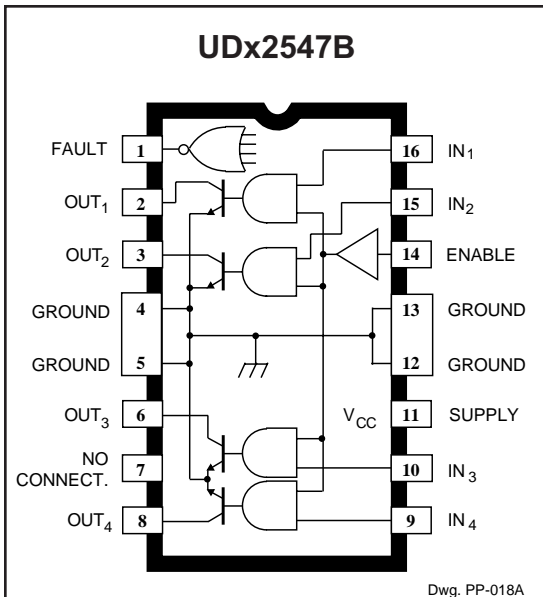 UDx2547B
FAULT 1
16 IN1
OUT1 2
15 IN2
OUT2 3
14 ENABLE
GROUND 4
13 GROUND
GROUND 5
12 GROUND
OUT3 6
VCC 11 SUPPLY
NO
CONNECT. 7
10 IN3
OUT4 8
9 IN4
Dwg. PP-018A